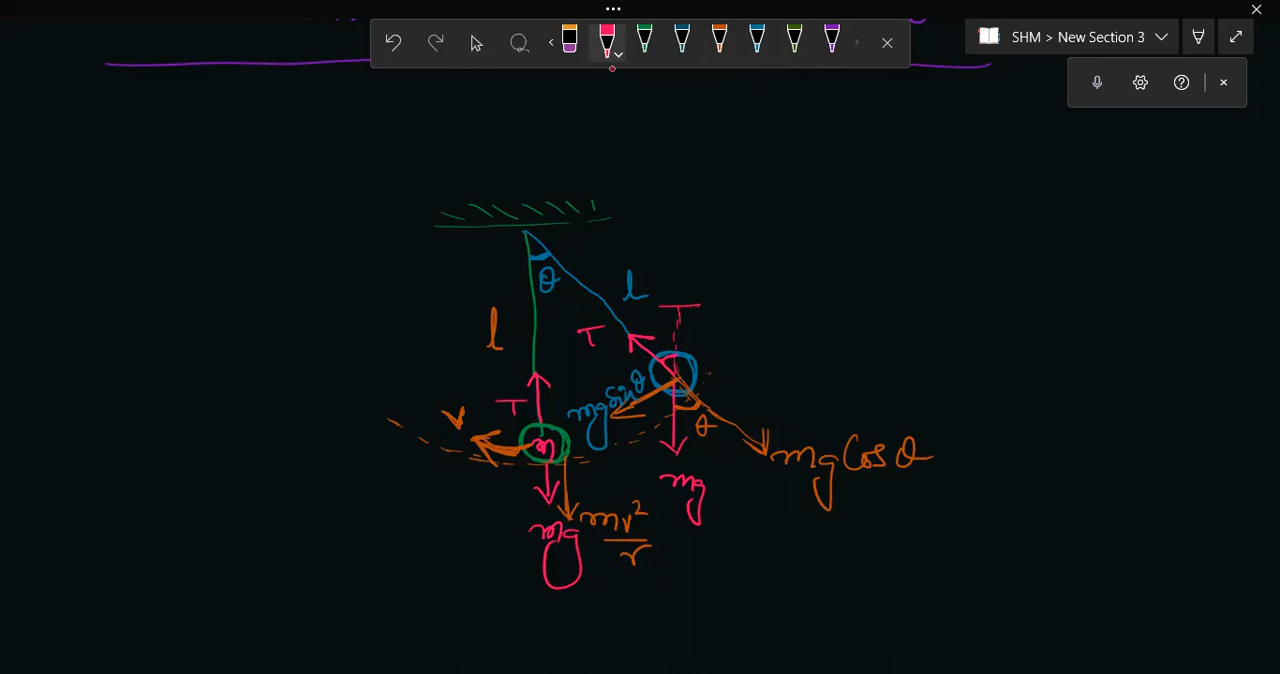 SHM > New Section 3
θ
l
l
T
T
mg sinθ
T
v
θ
m
mg cos θ
mg
mv²
r
mg